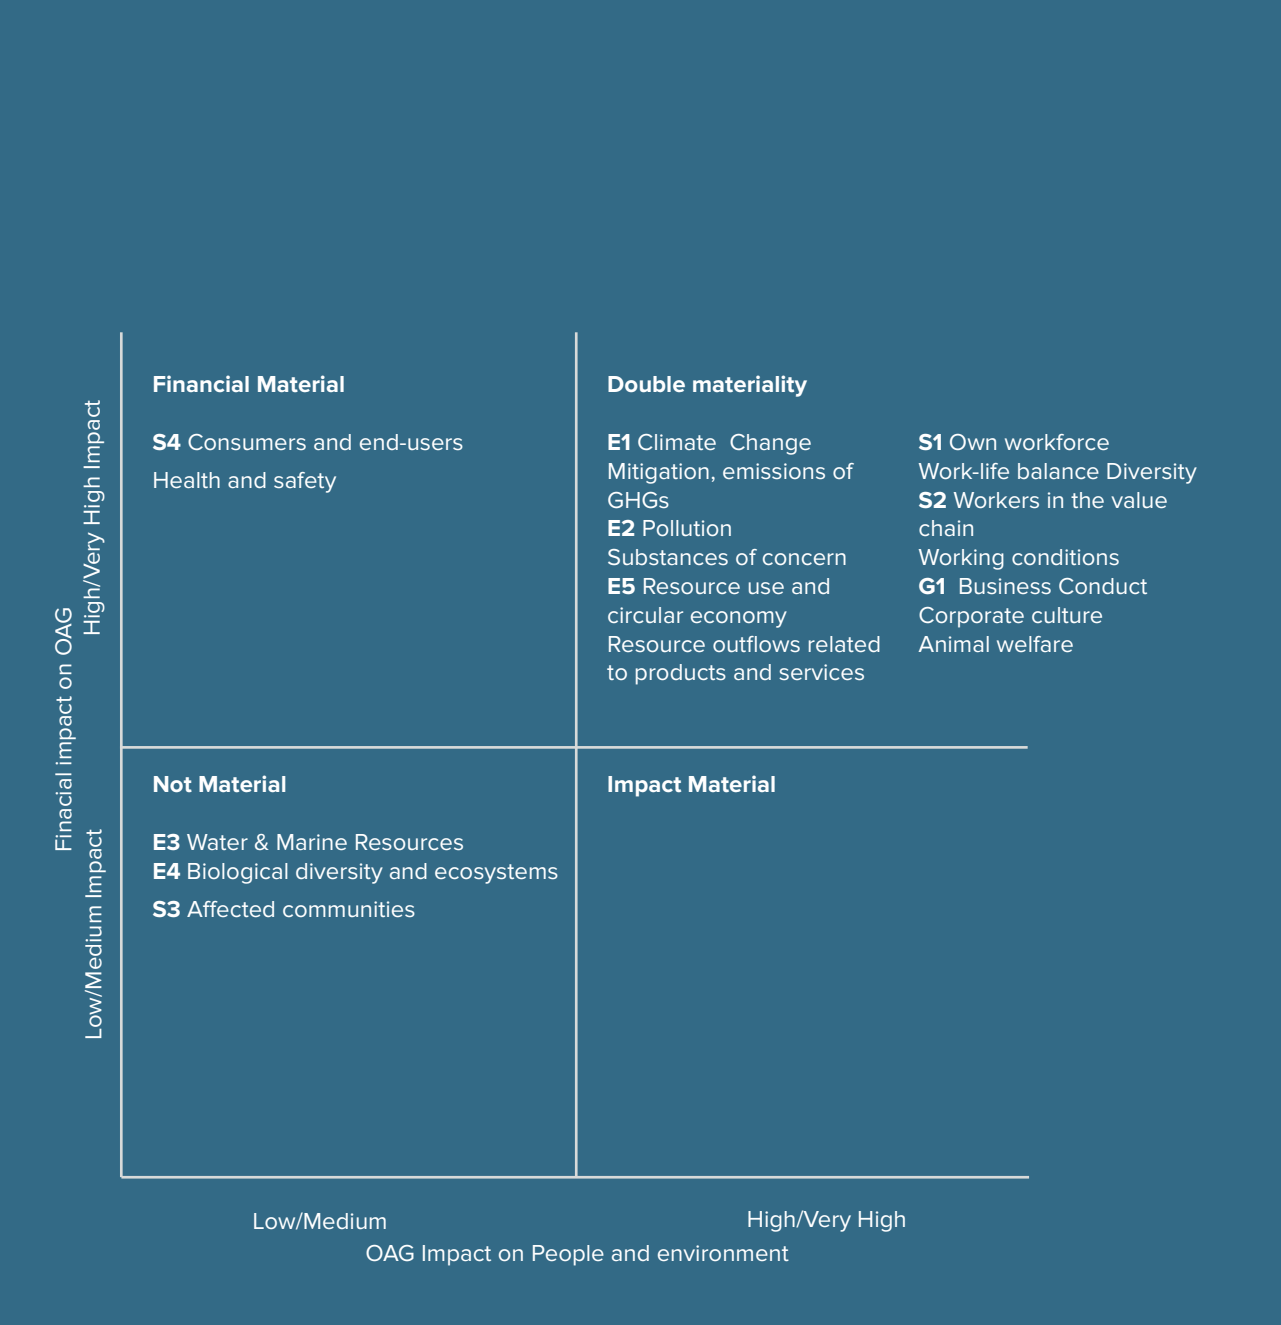 Financial Material
S4 Consumers and end-users
Health and safety
Double materiality
E1 Climate  Change
Mitigation, emissions of
GHGs
E2 Pollution
Substances of concern
E5 Resource use and
circular economy
Resource outflows related
to products and services
S1 Own workforce
Work-life balance Diversity
S2 Workers in the value
chain
Working conditions
G1  Business Conduct
Corporate culture
Animal welfare
Not Material
E3 Water & Marine Resources
E4 Biological diversity and ecosystems
S3 Affected communities
Impact Material
Finacial impact on OAG
High/Very High Impact
Low/Medium Impact
Low/Medium
High/Very High
OAG Impact on People and environment